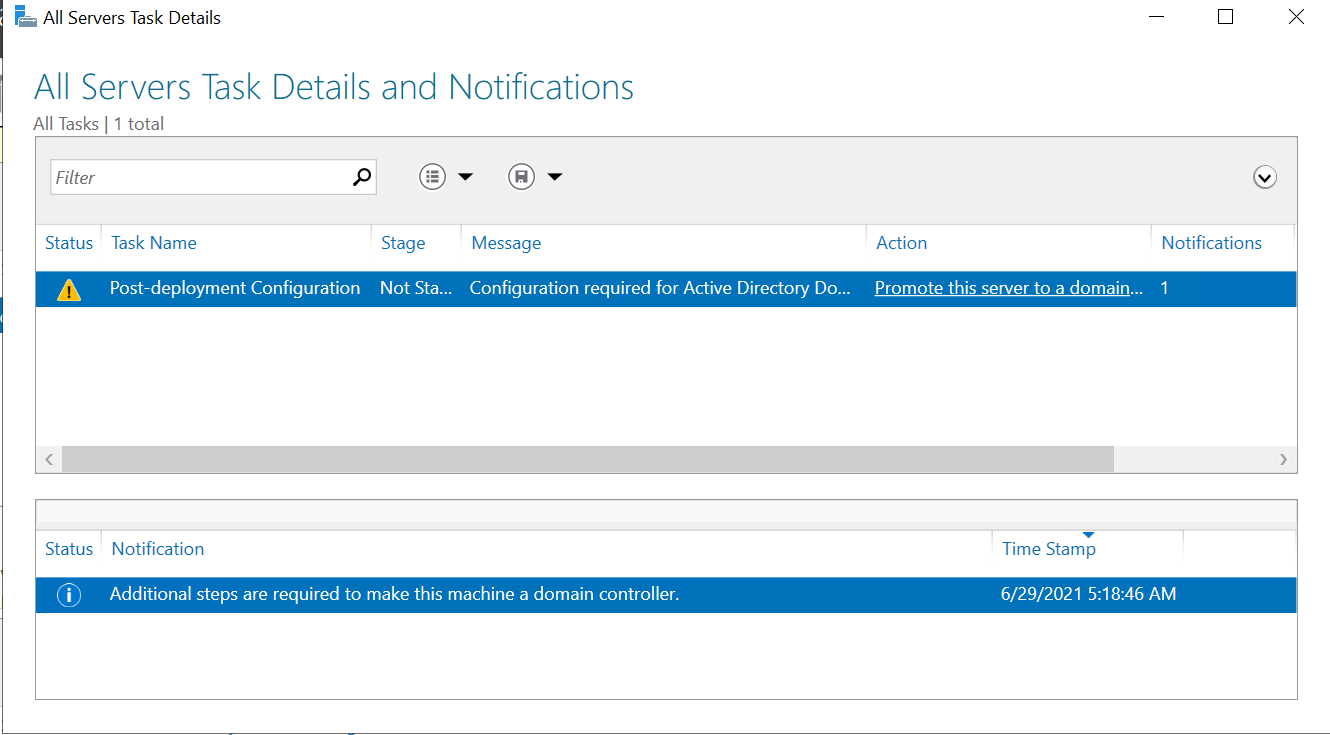 All Servers Task Details
All Servers Task Details and Notifications
All Tasks | 1 total
Filter
Status Task Name Stage Message Action Notifications
Post-deployment Configuration Not Sta... Configuration required for Active Directory Do... Promote this server to a domain... 1
Status Notification Time Stamp
Additional steps are required to make this machine a domain controller. 6/29/2021 5:18:46 AM